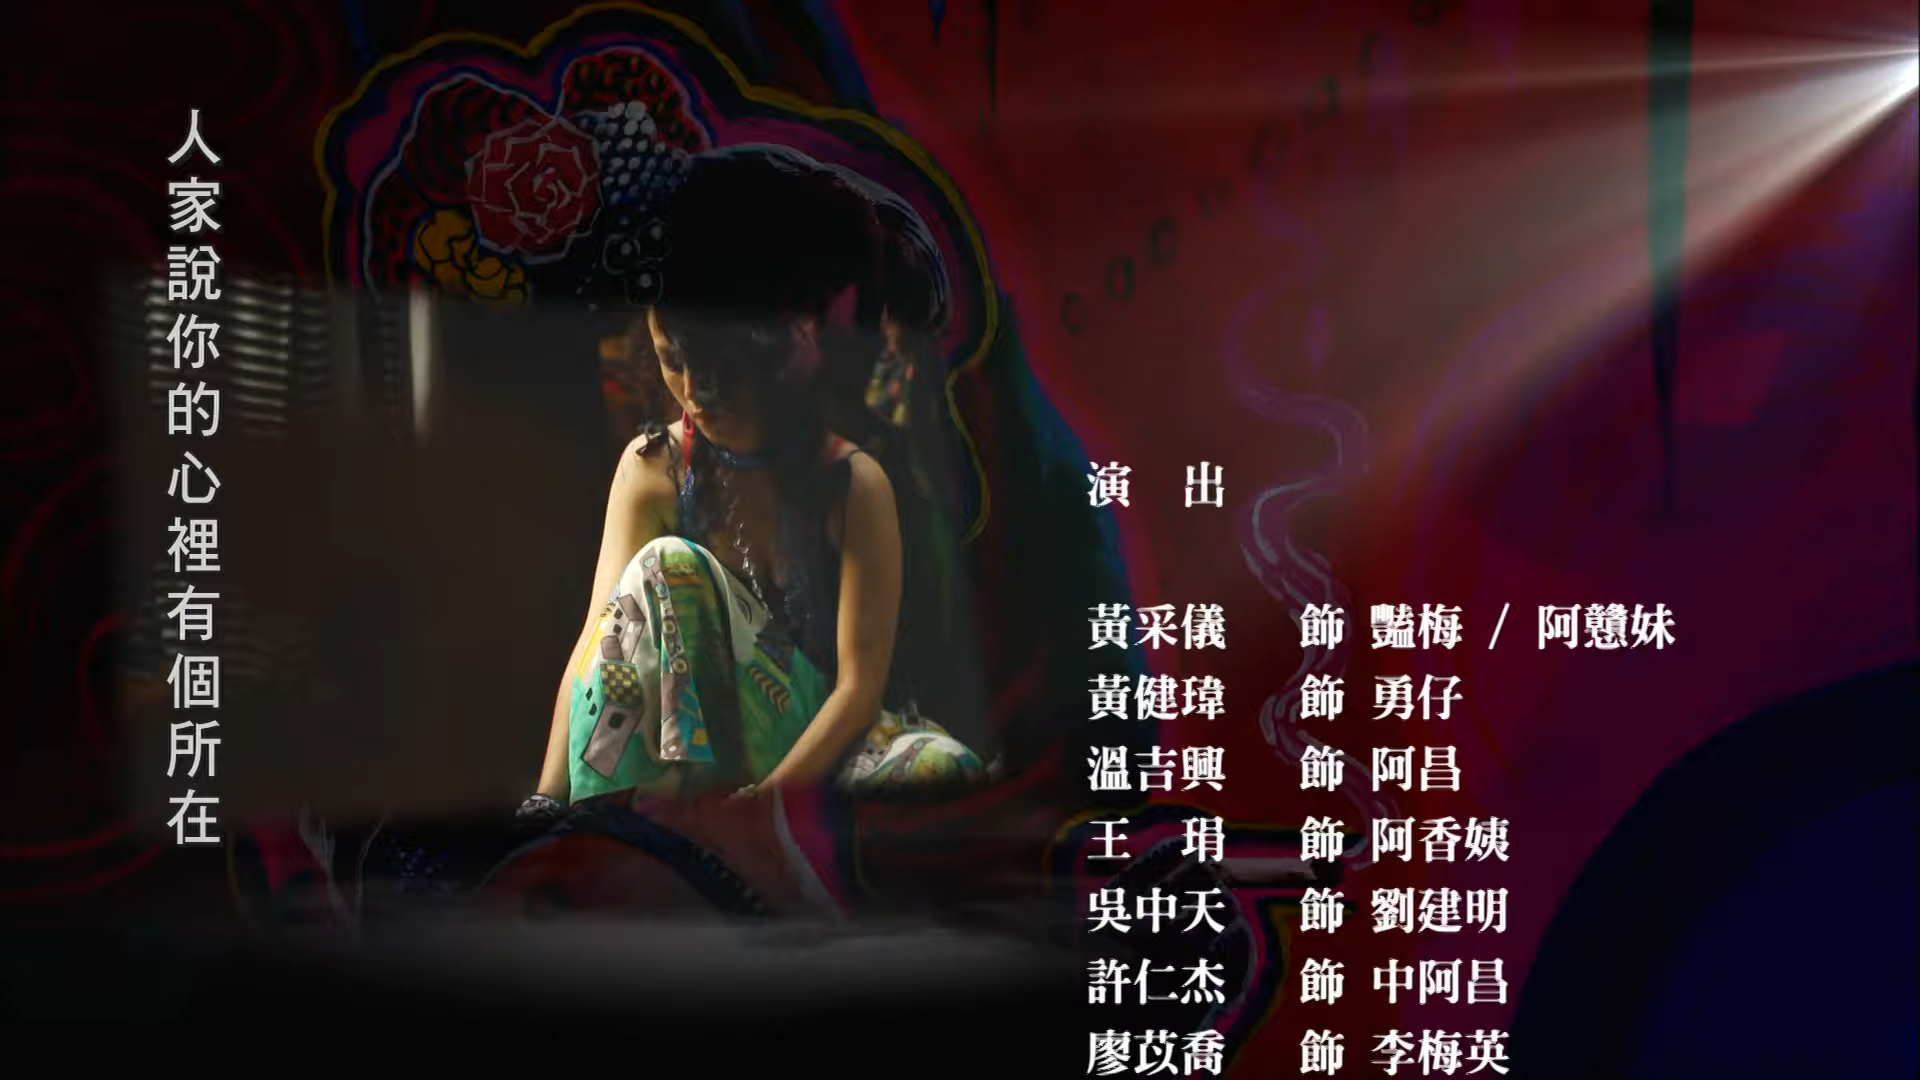 人家說你的心裡有個所在
演 出
黃采儀 飾 豔梅 / 阿戇妹
黃健瑋 飾 勇仔
溫吉興 飾 阿昌
王 琄 飾 阿香姨
吳中天 飾 劉建明
許仁杰 飾 中阿昌
廖苡喬 飾 李梅英